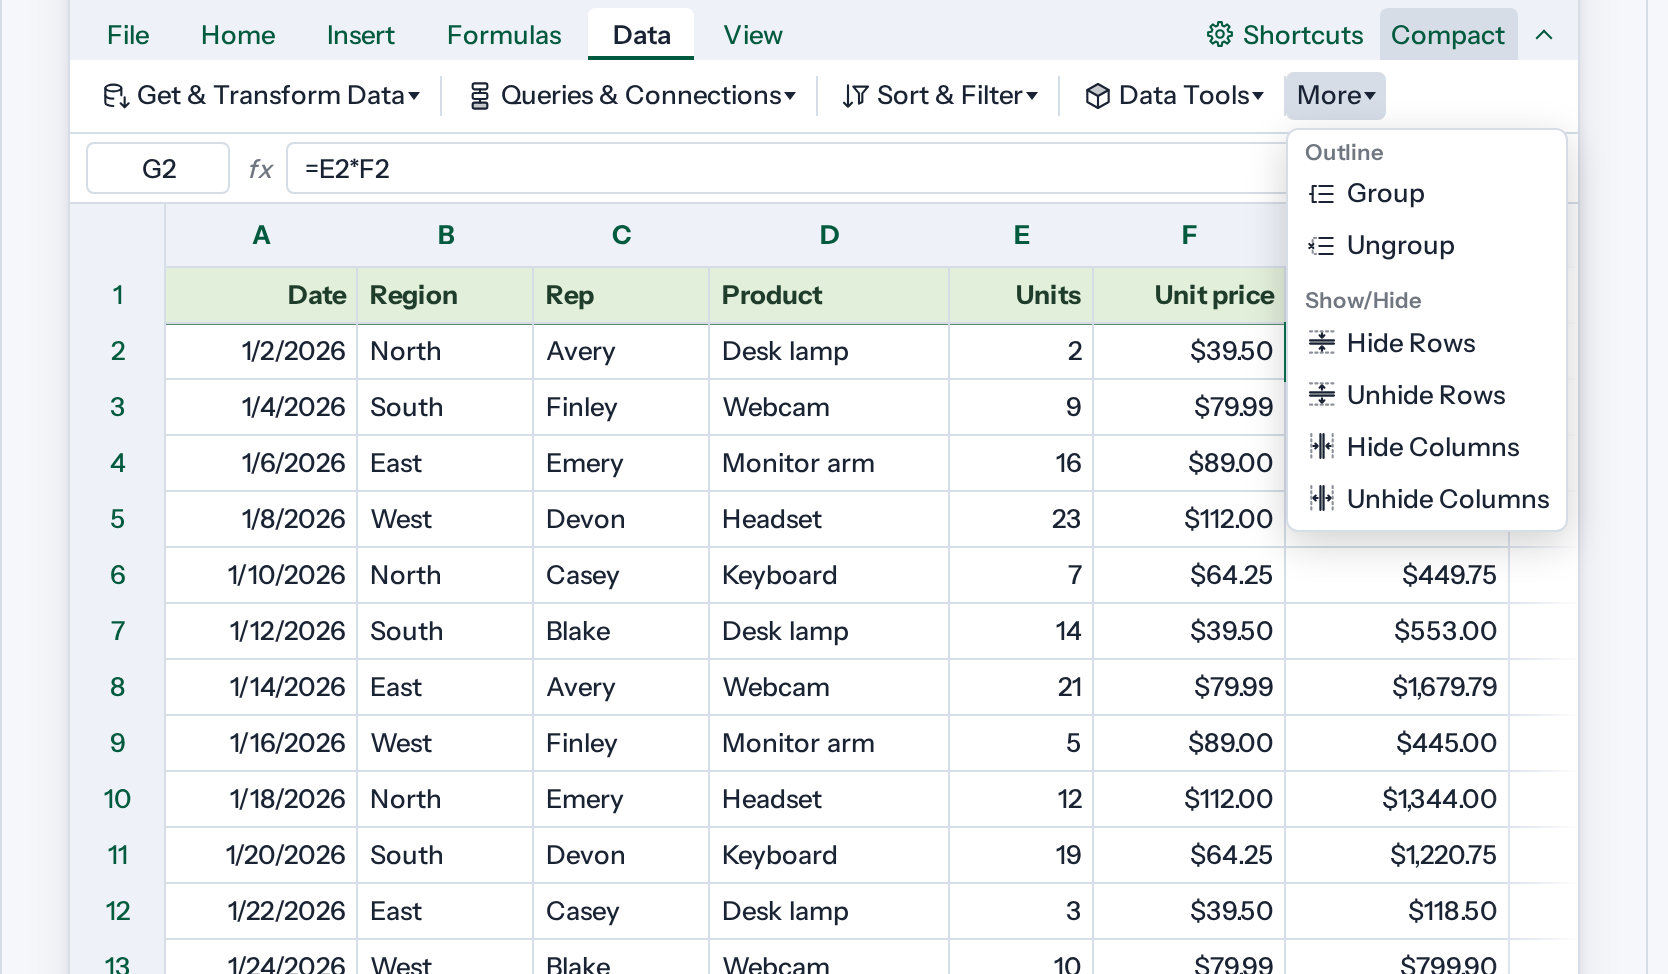 File Home Insert Formulas Data View Shortcuts Compact
Get & Transform Data Queries & Connections Sort & Filter Data Tools More
G2 fx =E2*F2
Outline
Group
Ungroup
Show/Hide
Hide Rows
Unhide Rows
Hide Columns
Unhide Columns
A B C D E F
1 Date Region Rep Product Units Unit price
2 1/2/2026 North Avery Desk lamp 2 $39.50
3 1/4/2026 South Finley Webcam 9 $79.99
4 1/6/2026 East Emery Monitor arm 16 $89.00
5 1/8/2026 West Devon Headset 23 $112.00
6 1/10/2026 North Casey Keyboard 7 $64.25 $449.75
7 1/12/2026 South Blake Desk lamp 14 $39.50 $553.00
8 1/14/2026 East Avery Webcam 21 $79.99 $1,679.79
9 1/16/2026 West Finley Monitor arm 5 $89.00 $445.00
10 1/18/2026 North Emery Headset 12 $112.00 $1,344.00
11 1/20/2026 South Devon Keyboard 19 $64.25 $1,220.75
12 1/22/2026 East Casey Desk lamp 3 $39.50 $118.50
13 1/24/2026 West Blake Webcam 10 $79.99 $799.90